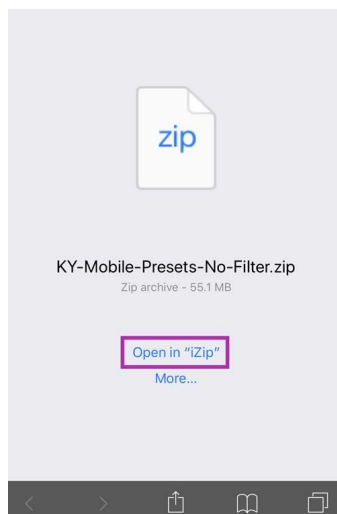 zip
KY-Mobile-Presets-No-Filter.zip
Zip archive - 55.1 MB
Open in “iZip”
More...